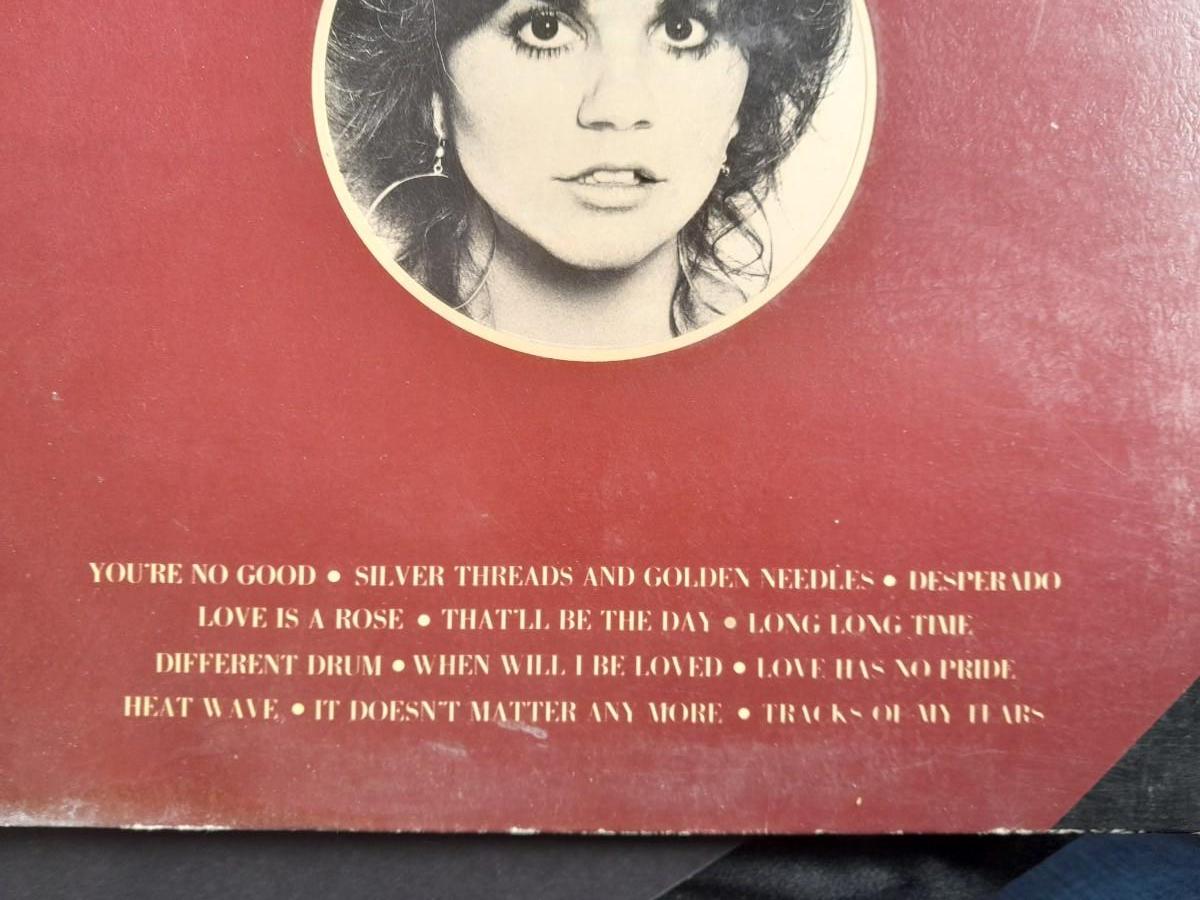 YOU'RE NO GOOD • SILVER THREADS AND GOLDEN NEEDLES • DESPERADO
LOVE IS A ROSE • THAT'LL BE THE DAY • LONG LONG TIME
DIFFERENT DRUM • WHEN WILL I BE LOVED • LOVE HAS NO PRIDE
HEAT WAVE • IT DOESN'T MATTER ANY MORE • TRACKS OF MY TEARS